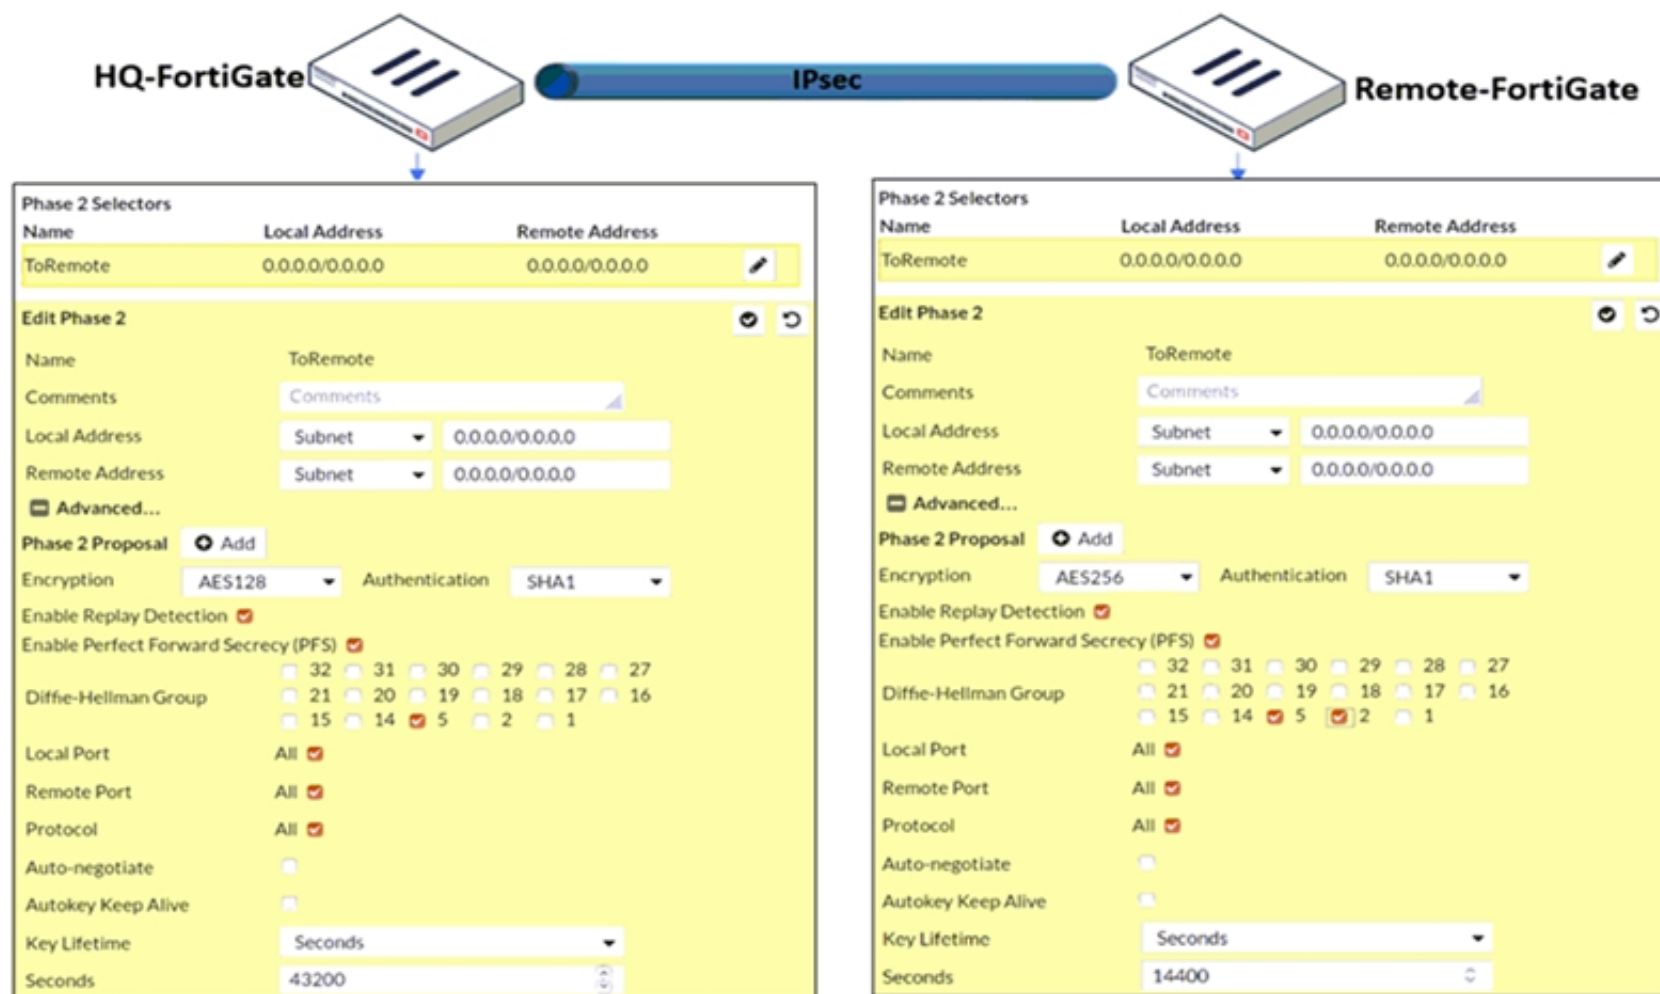 HQ-FortiGate
IPsec
Remote-FortiGate
Phase 2 Selectors
Name Local Address Remote Address
ToRemote 0.0.0.0/0.0.0.0 0.0.0.0/0.0.0.0
Edit Phase 2
Name ToRemote
Comments Comments
Local Address Subnet 0.0.0.0/0.0.0.0
Remote Address Subnet 0.0.0.0/0.0.0.0
Advanced...
Phase 2 Proposal Add
Encryption AES128 Authentication SHA1
Enable Replay Detection
Enable Perfect Forward Secrecy (PFS)
32 31 30 29 28 27
Diffie-Hellman Group 21 20 19 18 17 16
15 14 5 2 1
Local Port All
Remote Port All
Protocol All
Auto-negotiate
Autokey Keep Alive
Key Lifetime Seconds
Seconds 43200
Phase 2 Selectors
Name Local Address Remote Address
ToRemote 0.0.0.0/0.0.0.0 0.0.0.0/0.0.0.0
Edit Phase 2
Name ToRemote
Comments Comments
Local Address Subnet 0.0.0.0/0.0.0.0
Remote Address Subnet 0.0.0.0/0.0.0.0
Advanced...
Phase 2 Proposal Add
Encryption AES256 Authentication SHA1
Enable Replay Detection
Enable Perfect Forward Secrecy (PFS)
32 31 30 29 28 27
Diffie-Hellman Group 21 20 19 18 17 16
15 14 5 2 1
Local Port All
Remote Port All
Protocol All
Auto-negotiate
Autokey Keep Alive
Key Lifetime Seconds
Seconds 14400